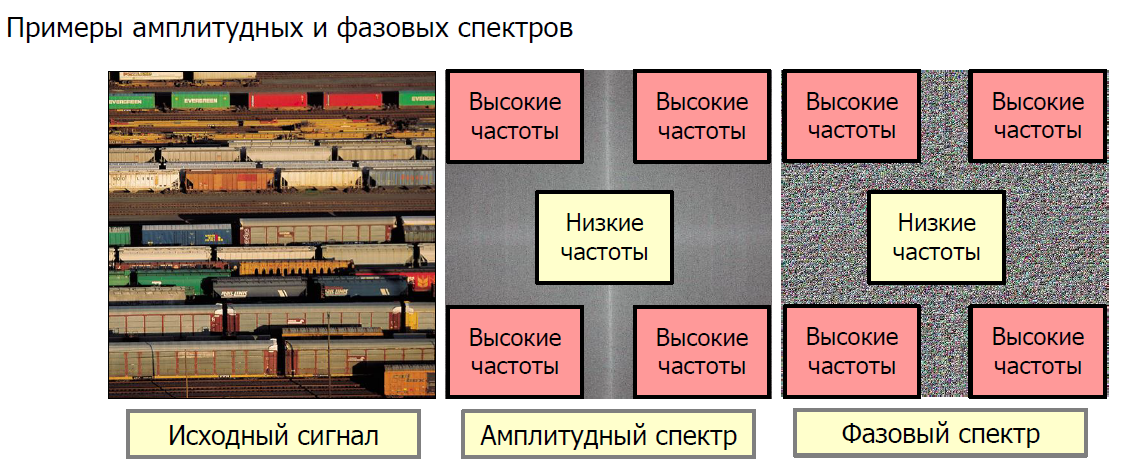 Примеры амплитудных и фазовых спектров
EVERGREEN
EVERGREEN
EVERGREEN
Высокие
частоты
Высокие
частоты
Высокие
частоты
Высокие
частоты
Низкие
частоты
Низкие
частоты
Высокие
частоты
Высокие
частоты
Высокие
частоты
Высокие
частоты
Исходный сигнал
Амплитудный спектр
Фазовый спектр